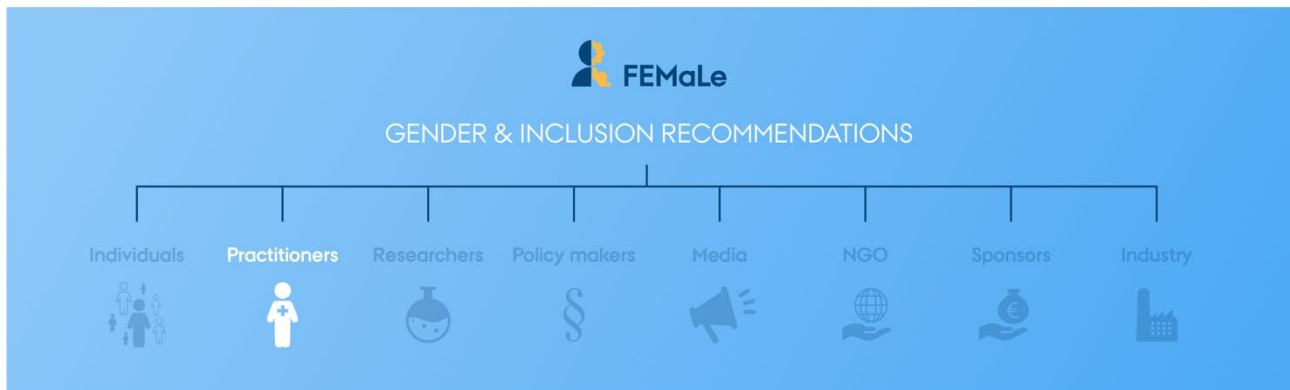 FEMaLe
GENDER & INCLUSION RECOMMENDATIONS
Individuals Practitioners Researchers Policy makers Media NGO Sponsors Industry
§
€